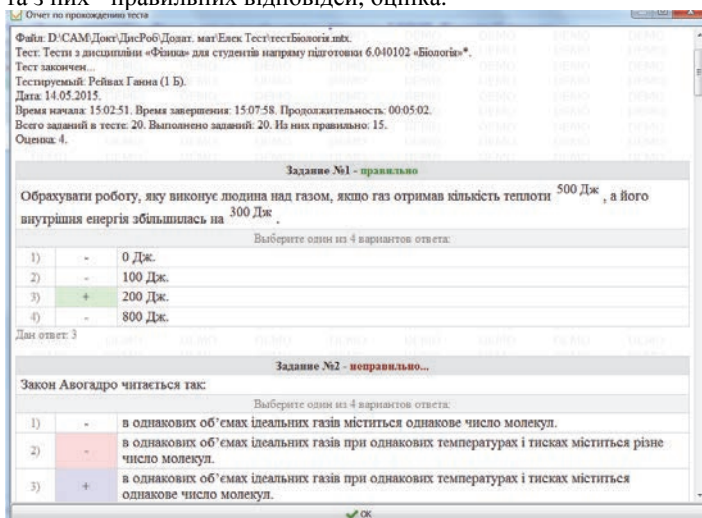 та з них - правильних відповідей, оцінка.
Отчет по прохождению теста
Файл: D:\САМ\Докт\ДисРоб\Додат. мат\Елек Тест\тестБіологія.mtx.
Тест: Тести з дисципліни «Фізика» для студентів напряму підготовки 6.040102 «Біологія»*.
Тест закончен...
Тестируемый: Рейвах Ганна (1 Б).
Дата: 14.05.2015.
Время начала: 15:02:51. Время завершения: 15:07:58. Продолжительность: 00:05:02.
Всего заданий в тесте: 20. Выполнено заданий: 20. Из них правильно: 15.
Оценка: 4.
Задание №1 - правильно
Обрахувати роботу, яку виконує людина над газом, якщо газ отримав кількість теплоти 500 Дж , а його
внутрішня енергія збільшилась на 300 Дж .
Выберите один из 4 вариантов ответа:
1) - 0 Дж.
2) - 100 Дж.
3) + 200 Дж.
4) - 800 Дж.
Дан ответ: 3
Задание №2 - неправильно...
Закон Авогадро читається так:
Выберите один из 4 вариантов ответа:
1) - в однакових об’ємах ідеальних газів міститься однакове число молекул.
2) - в однакових об’ємах ідеальних газів при однакових температурах і тисках міститься різне
число молекул.
3) + в однакових об’ємах ідеальних газів при однакових температурах і тисках міститься
однакове число молекул.
OK